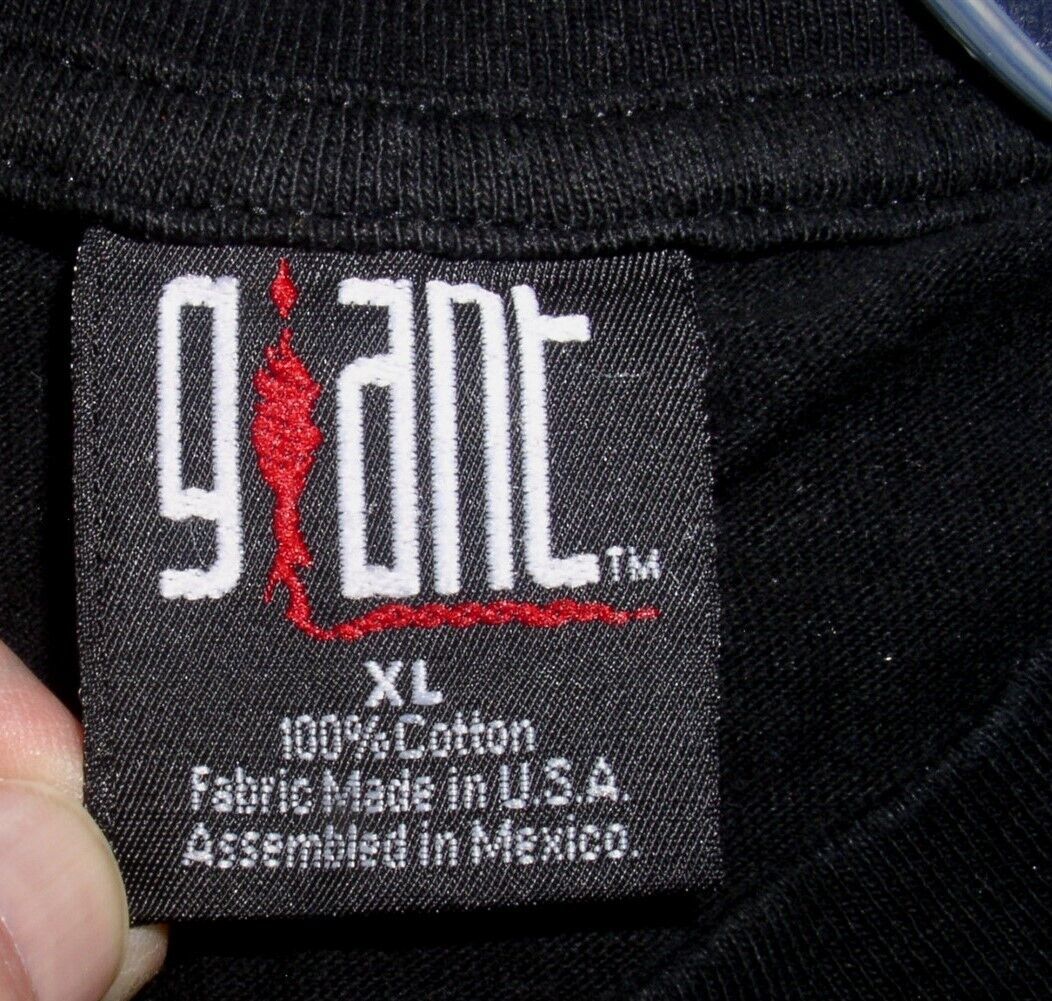 giant™
XL
100% Cotton
Fabric Made in U.S.A.
Assembled in Mexico.